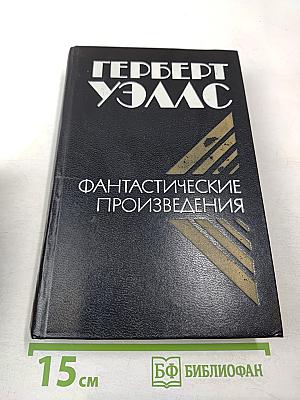 ГЕРБЕРТ
УЭЛЛС
ФАНТАСТИЧЕСКИЕ
ПРОИЗВЕДЕНИЯ
15 см
БФ БИБЛИОФАН